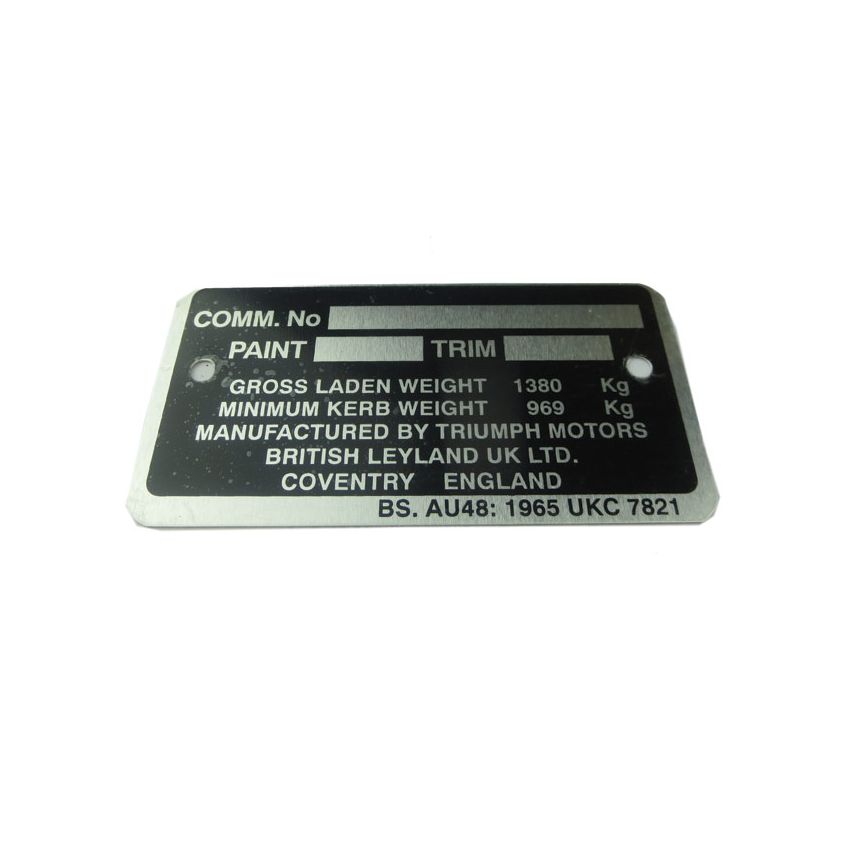 COMM. No
PAINT TRIM
GROSS LADEN WEIGHT 1380 Kg
MINIMUM KERB WEIGHT 969 Kg
MANUFACTURED BY TRIUMPH MOTORS
BRITISH LEYLAND UK LTD.
COVENTRY ENGLAND
BS. AU48: 1965 UKC 7821